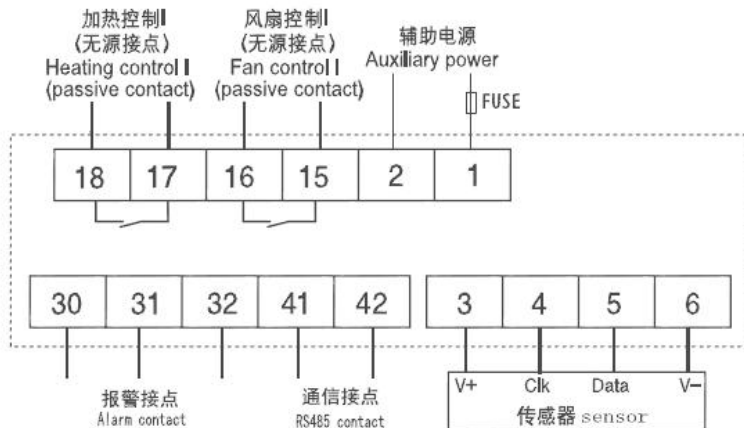 加热控制I
(无源接点)
Heating control I
(passive contact)
风扇控制I
(无源接点)
Fan control I
(passive contact)
辅助电源
Auxiliary power
FUSE
18 17 16 15 2 1
30 31 32 41 42 3 4 5 6
报警接点
Alarm contact
通信接点
RS485 contact
V+ Clk Data V-
传感器 sensor